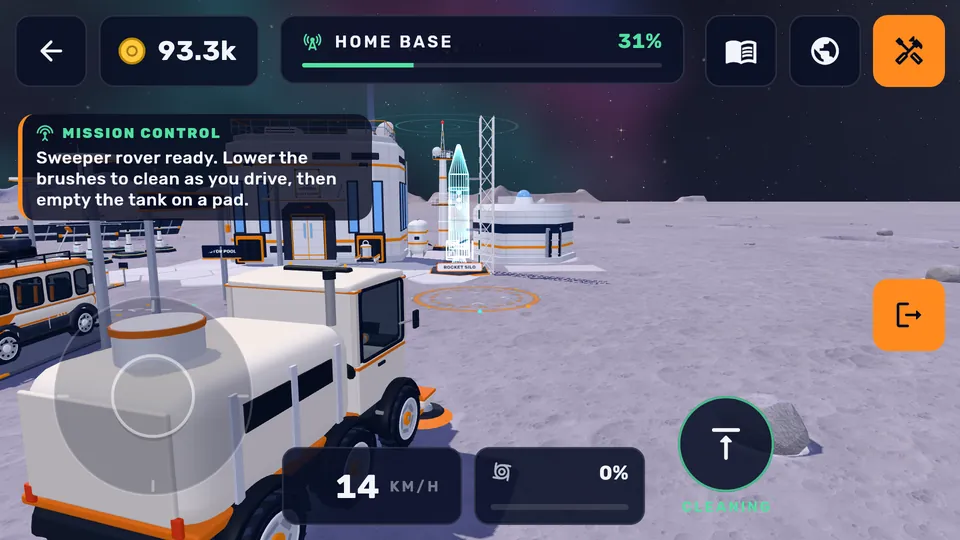 93.3k
HOME BASE
31%
MISSION CONTROL
Sweeper rover ready. Lower the
brushes to clean as you drive, then
empty the tank on a pad.
POOL
ROCKET SILO
14 KM/H
0%
CLEANING